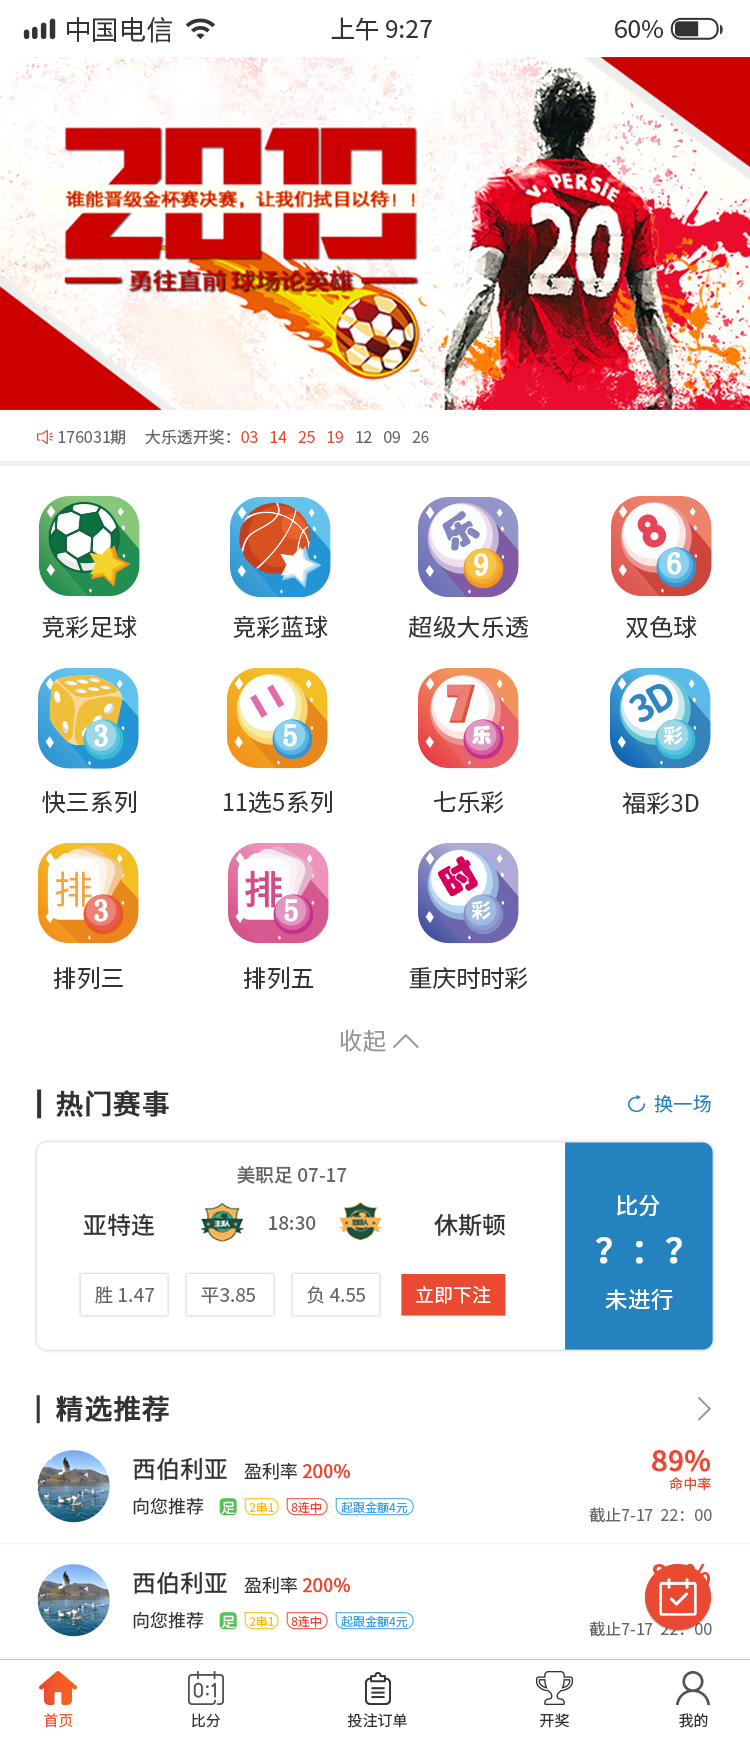 中国电信 上午 9:27 60%
2019
谁能晋级金杯赛决赛，让我们拭目以待！！
勇往直前 球场论英雄
V. PERSIE
20
176031期 大乐透开奖：03 14 25 19 12 09 26
乐 9 8 6
竞彩足球 竞彩蓝球 超级大乐透 双色球
3 11 5 7 乐 3D 彩
快三系列 11选5系列 七乐彩 福彩3D
排 3 排 5 时 彩
排列三 排列五 重庆时时彩
收起
热门赛事 换一场
美职足 07-17
亚特连 18:30 休斯顿
胜 1.47 平3.85 负 4.55 立即下注
比分
？：？
未进行
精选推荐
西伯利亚 盈利率 200% 89%
命中率
向您推荐 足 2串1 8连中 起跟金额4元 截止7-17 22：00
西伯利亚 盈利率 200%
向您推荐 足 2串1 8连中 起跟金额4元 截止7-17 22：00
0:1
首页 比分 投注订单 开奖 我的